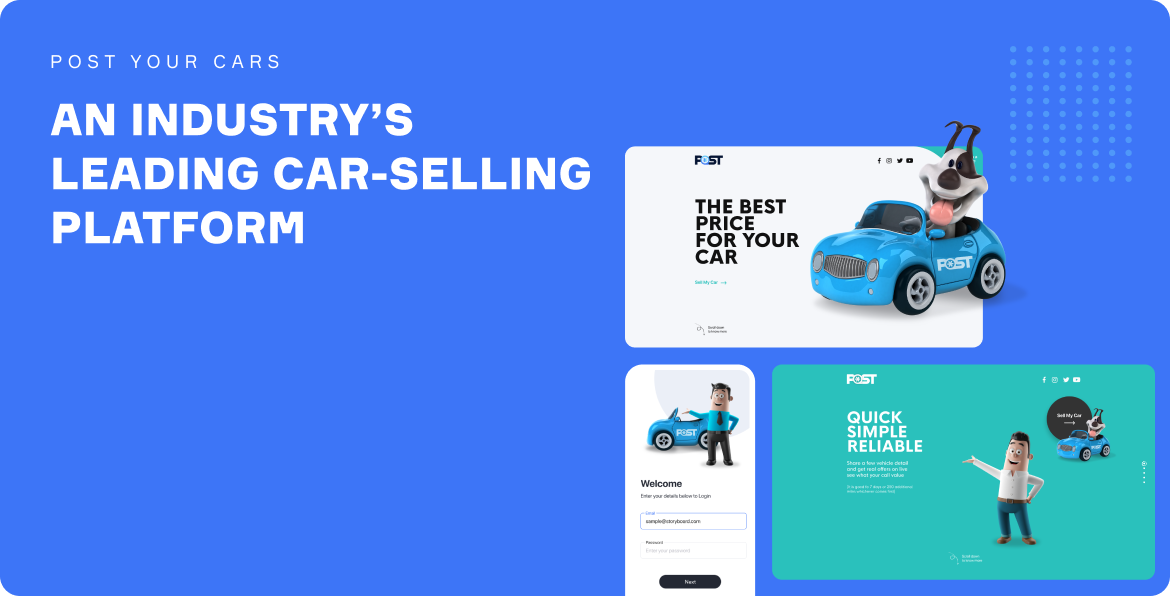 POST YOUR CARS
AN INDUSTRY’S
LEADING CAR-SELLING
PLATFORM
POST
THE BEST
PRICE
FOR YOUR
CAR
Sell My Car
POST
Welcome
Enter your details below to Login
Email
sample@storyboard.com
Password
Enter your password
Next
POST
POST
QUICK
SIMPLE
RELIABLE
Share a few vehicle detail
and get real offers on live
see what your call value
Sell My Car